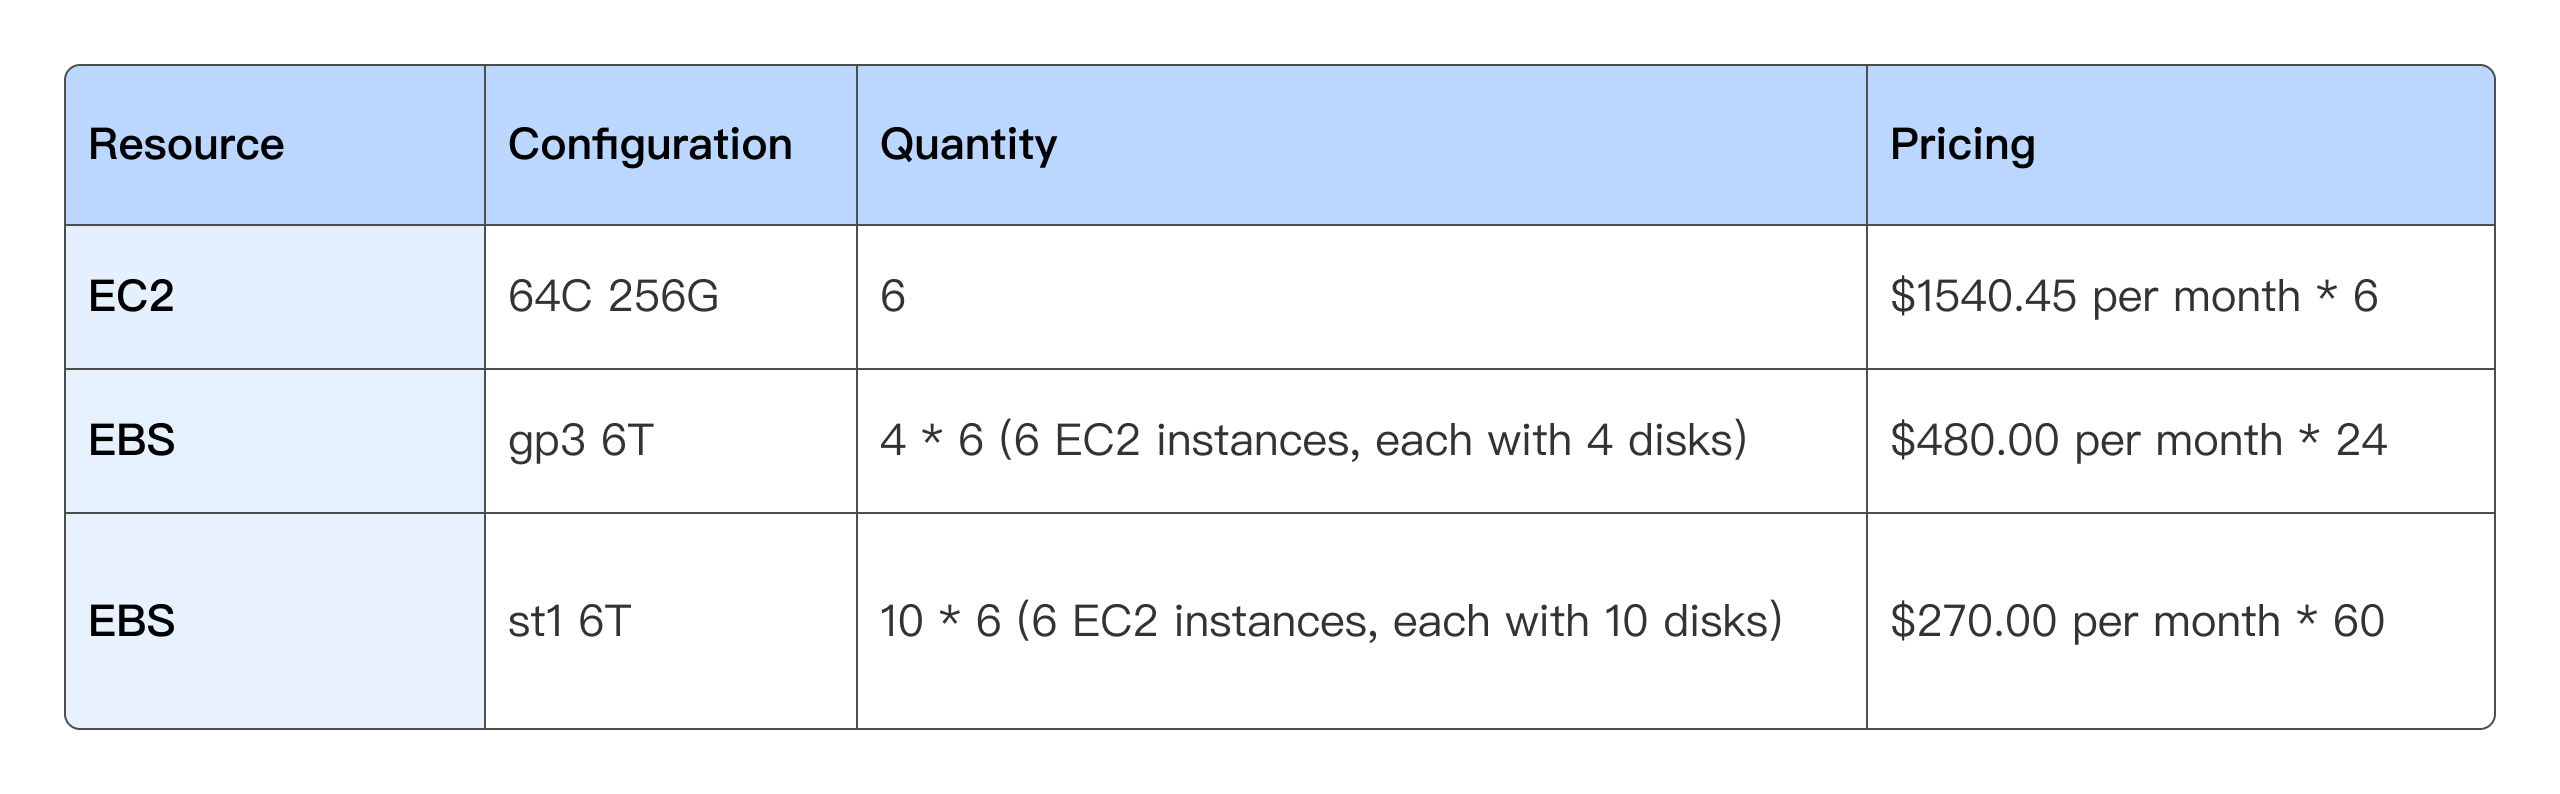 Resource Configuration Quantity Pricing
EC2 64C 256G 6 $1540.45 per month * 6
EBS gp3 6T 4 * 6 (6 EC2 instances, each with 4 disks) $480.00 per month * 24
EBS st1 6T 10 * 6 (6 EC2 instances, each with 10 disks) $270.00 per month * 60